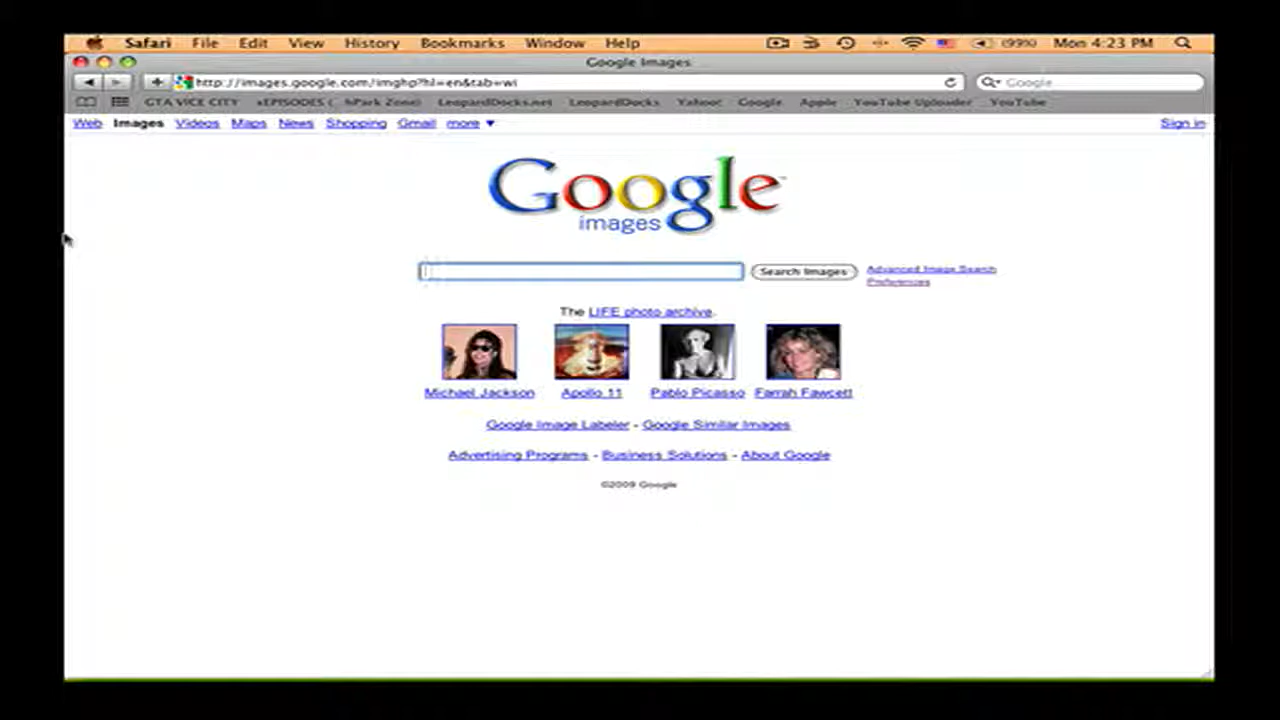 Safari File Edit View History Bookmarks Window Help (99%) Mon 4:23 PM
Google Images
http://images.google.com/imghp?hl=en&tab=wi Google
GTA VICE CITY LeopardDocks.net LeopardDocks Yahoo! Google Apple YouTube Uploader YouTube
Web Images Videos Maps News Shopping Gmail more Sign in
Google
images
Search Images Advanced Image Search
Preferences
The LIFE photo archive.
Michael Jackson Apollo 11 Pablo Picasso Farrah Fawcett
Google Image Labeler - Google Similar Images
Advertising Programs - Business Solutions - About Google
©2009 Google